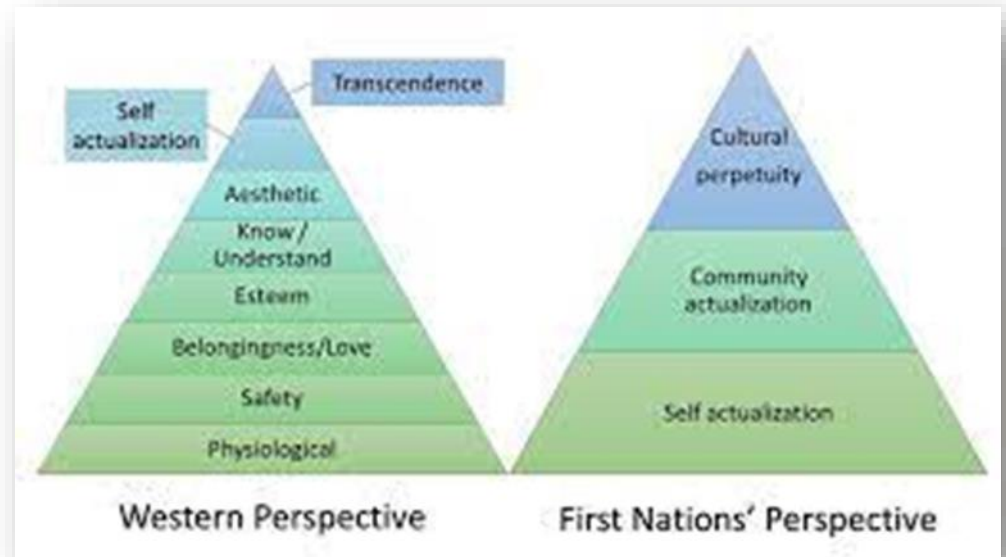 Transcendence
Self
actualization
Aesthetic
Know /
Understand
Esteem
Belongingness/Love
Safety
Physiological
Western Perspective
Cultural
perpetuity
Community
actualization
Self actualization
First Nations’ Perspective